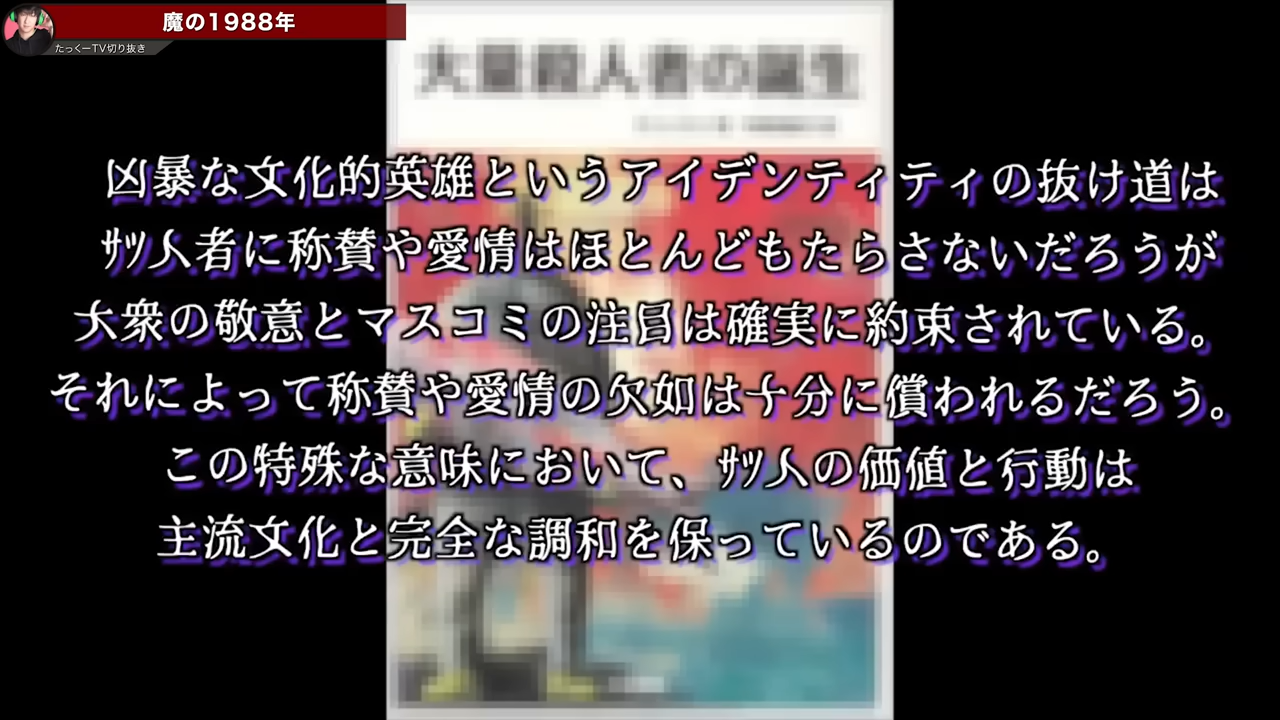 魔の1988年
たっくーTV切り抜き
大量殺人者の誕生
凶暴な文化的英雄というアイデンティティの抜け道は
ｻﾂ人者に称賛や愛情はほとんどもたらさないだろうが
大衆の敬意とマスコミの注目は確実に約束されている。
それによって称賛や愛情の欠如は十分に償われるだろう。
この特殊な意味において、ｻﾂ人の価値と行動は
主流文化と完全な調和を保っているのである。